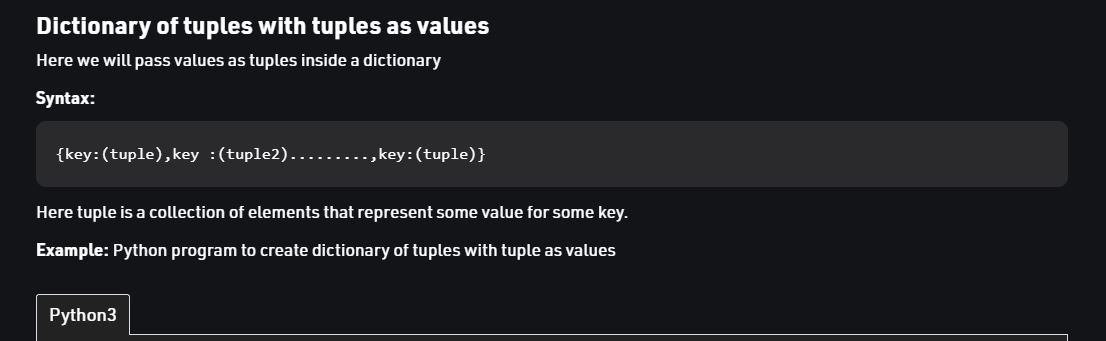 Dictionary of tuples with tuples as values
Here we will pass values as tuples inside a dictionary
Syntax:
{key:(tuple),key :(tuple2).........,key:(tuple)}
Here tuple is a collection of elements that represent some value for some key.
Example: Python program to create dictionary of tuples with tuple as values
Python3